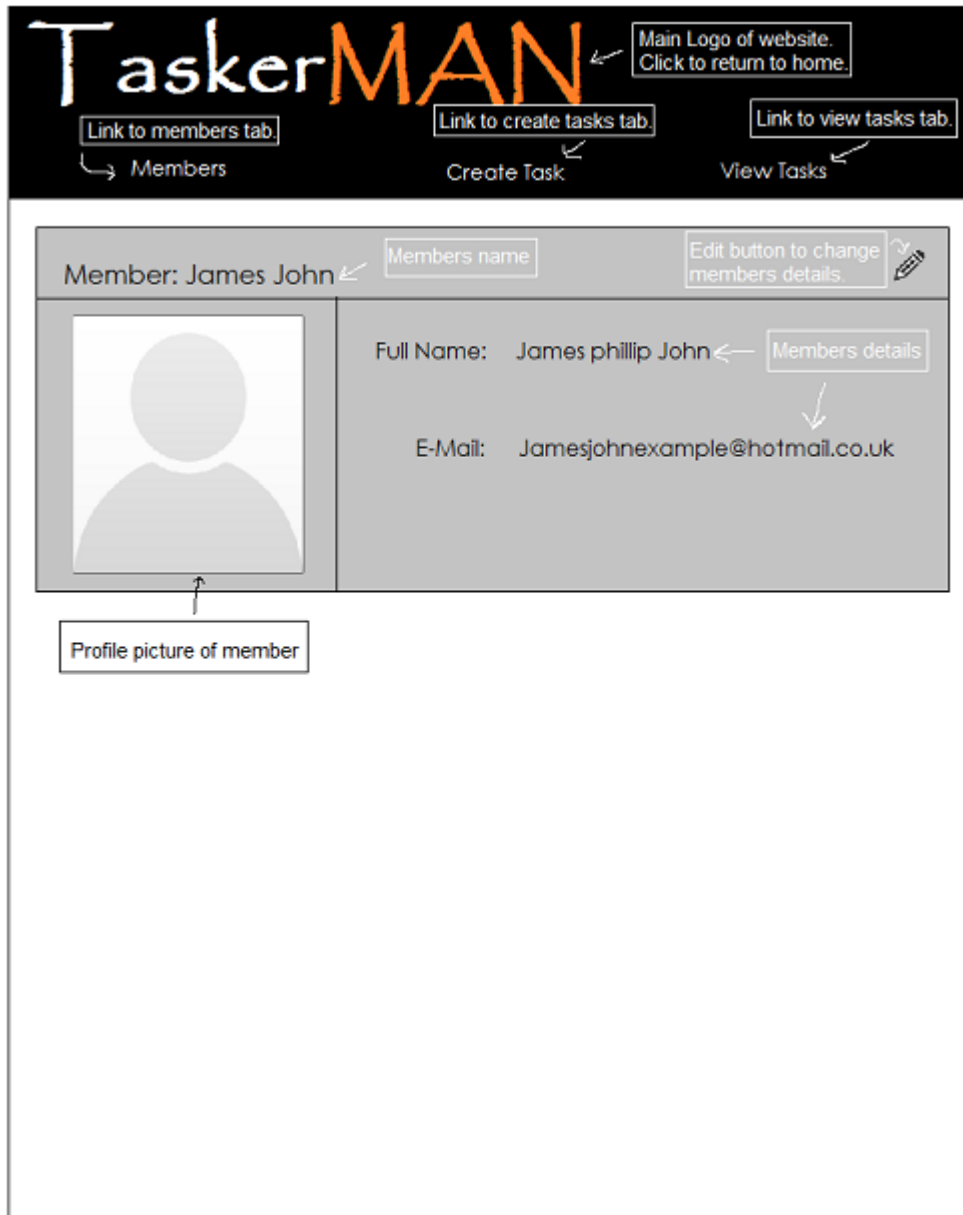 TaskerMAN
Main Logo of website.
Click to return to home.
Link to members tab.
Link to create tasks tab.
Link to view tasks tab.
Members
Create Task
View Tasks
Member: James John
Members name
Edit button to change
members details.
Full Name: James phillip John
Members details
E-Mail: Jamesjohnexample@hotmail.co.uk
Profile picture of member